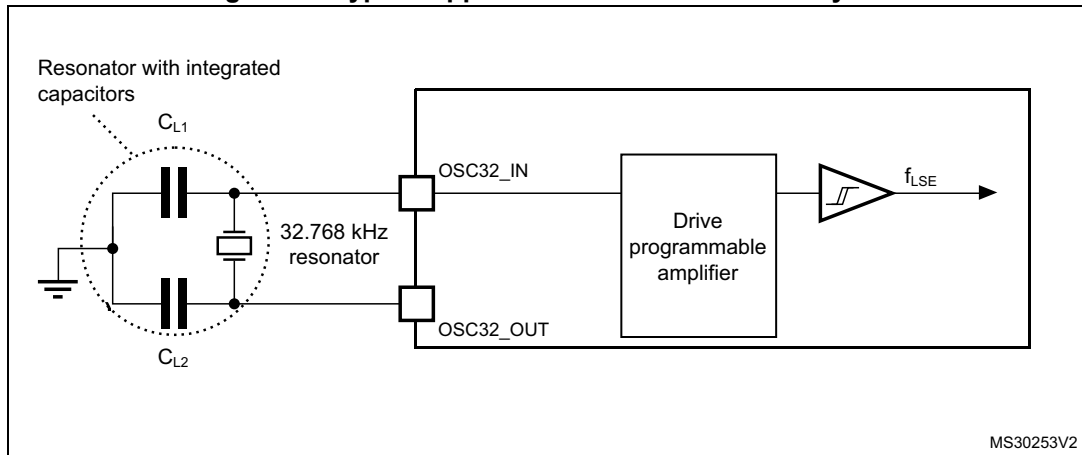 Resonator with integrated
capacitors
CL1
OSC32_IN
fLSE
32.768 kHz
resonator
Drive
programmable
amplifier
OSC32_OUT
CL2
MS30253V2